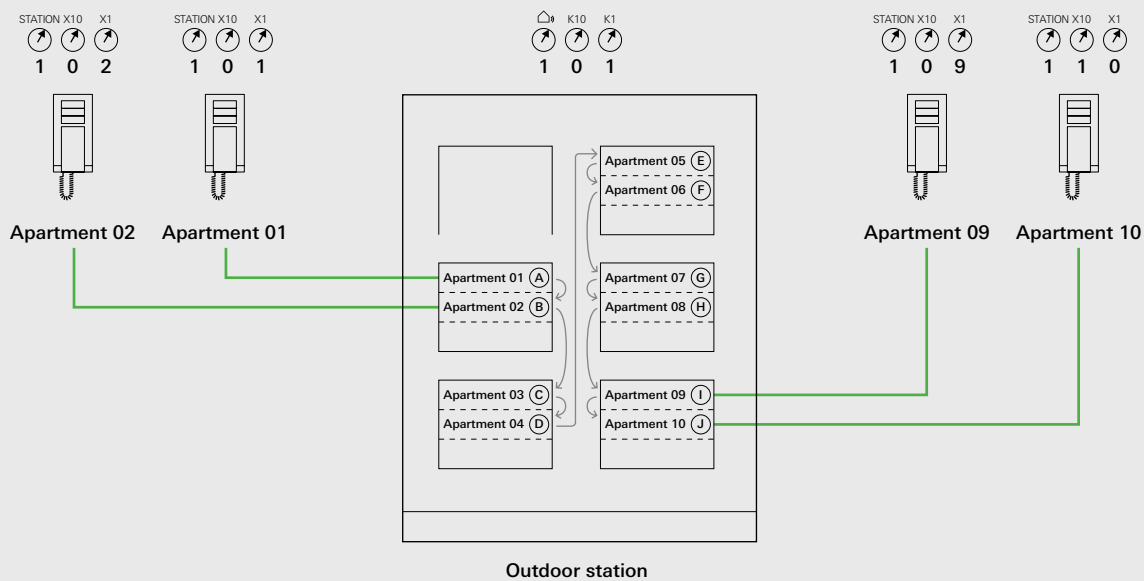 STATION X10 X1
1 0 2
STATION X10 X1
1 0 1
K10 K1
1 0 1
STATION X10 X1
1 0 9
STATION X10 X1
1 1 0
Apartment 02
Apartment 01
Apartment 09
Apartment 10
Apartment 01 A
Apartment 02 B
Apartment 03 C
Apartment 04 D
Apartment 05 E
Apartment 06 F
Apartment 07 G
Apartment 08 H
Apartment 09 I
Apartment 10 J
Outdoor station